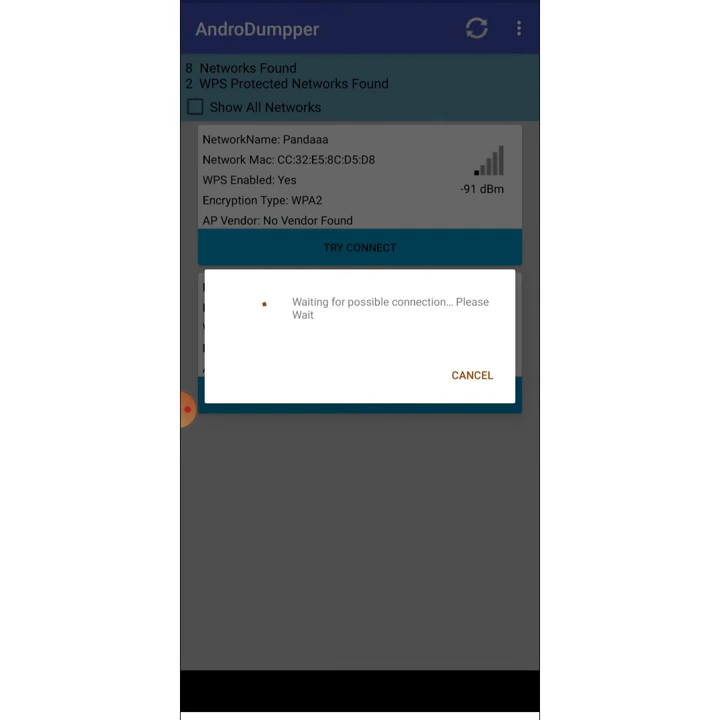 AndroDumpper
8 Networks Found
2 WPS Protected Networks Found
Show All Networks
NetworkName: Pandaaa
Network Mac: CC:32:E5:8C:D5:D8
-91 dBm
WPS Enabled: Yes
Encryption Type: WPA2
AP Vendor: No Vendor Found
TRY CONNECT
Waiting for possible connection... Please
Wait
CANCEL